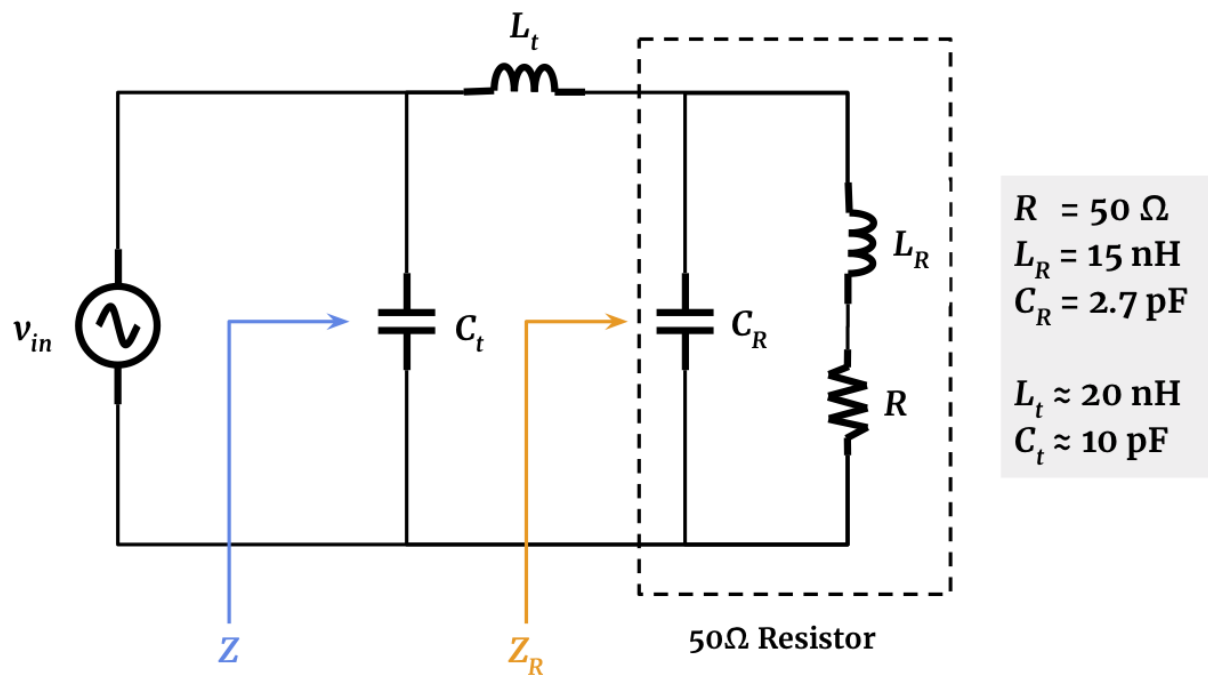 L_t
v_in
C_t
C_R
L_R
R
Z
Z_R
50Ω Resistor
R = 50 Ω
L_R = 15 nH
C_R = 2.7 pF
L_t ≈ 20 nH
C_t ≈ 10 pF